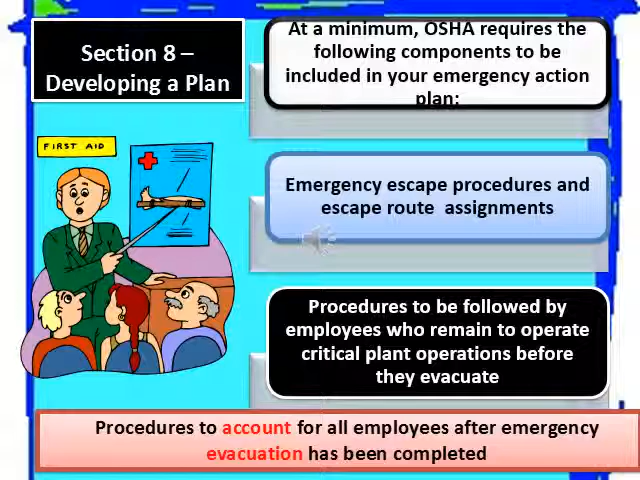 Section 8 –
Developing a Plan
At a minimum, OSHA requires the
following components to be
included in your emergency action
plan:
FIRST AID
Emergency escape procedures and
escape route assignments
Procedures to be followed by
employees who remain to operate
critical plant operations before
they evacuate
Procedures to account for all employees after emergency
evacuation has been completed